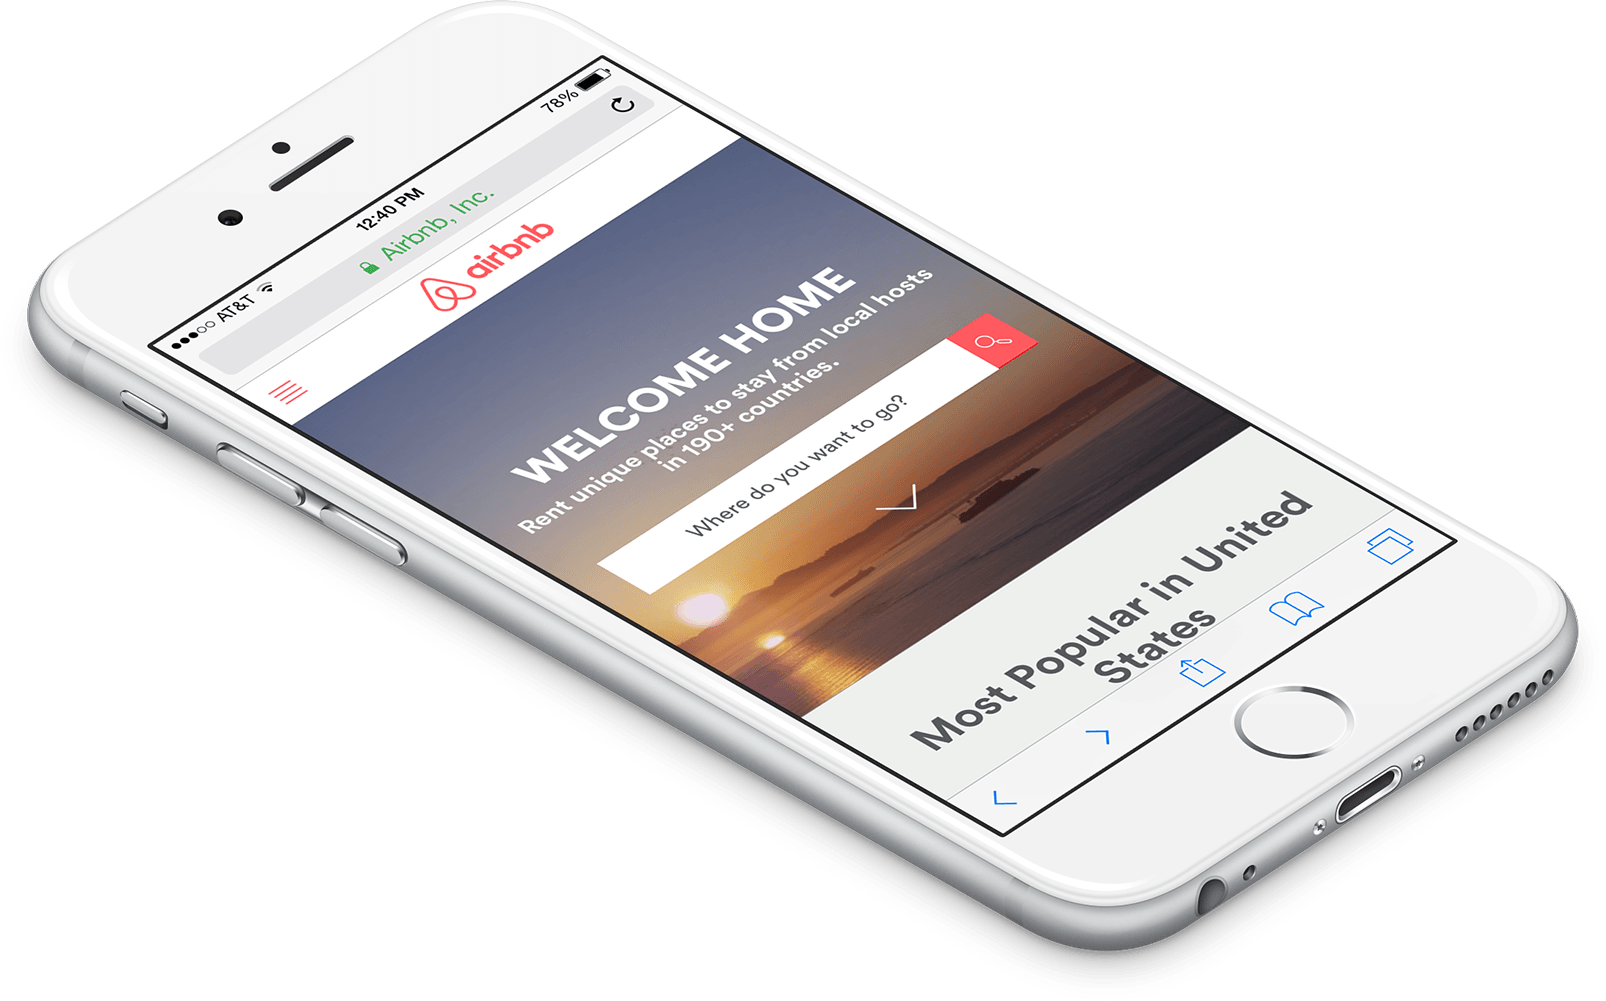 AT&T 12:40 PM 78%
Airbnb, Inc.
airbnb
WELCOME HOME
Rent unique places to stay from local hosts
in 190+ countries.
Where do you want to go?
Most Popular in United
States